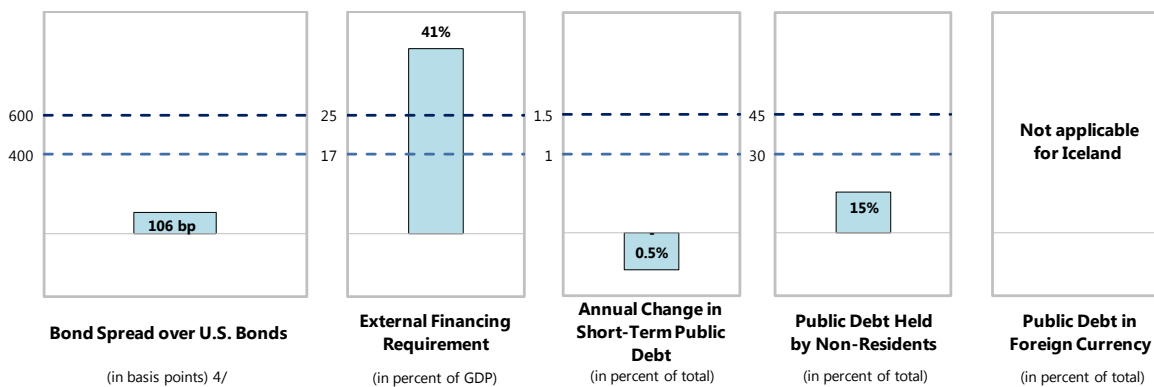 41%
600
25
1.5
45
400
17
1
30
Not applicable
for Iceland
106 bp
-
0.5%
15%
Bond Spread over U.S. Bonds
(in basis points) 4/
External Financing
Requirement
(in percent of GDP)
Annual Change in
Short-Term Public
Debt
(in percent of total)
Public Debt Held
by Non-Residents
(in percent of total)
Public Debt in
Foreign Currency
(in percent of total)